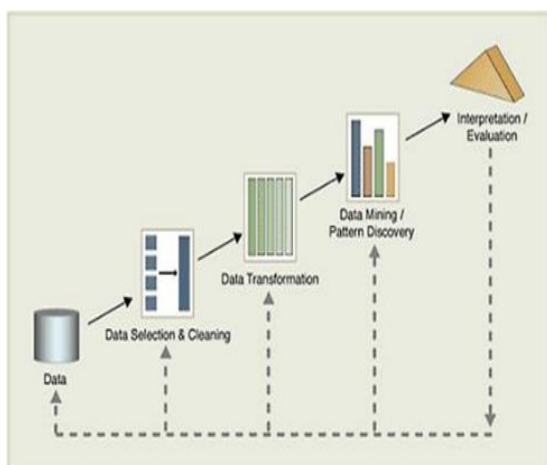 Interpretation /
Evaluation
Data Mining /
Pattern Discovery
Data Transformation
Data Selection & Cleaning
Data